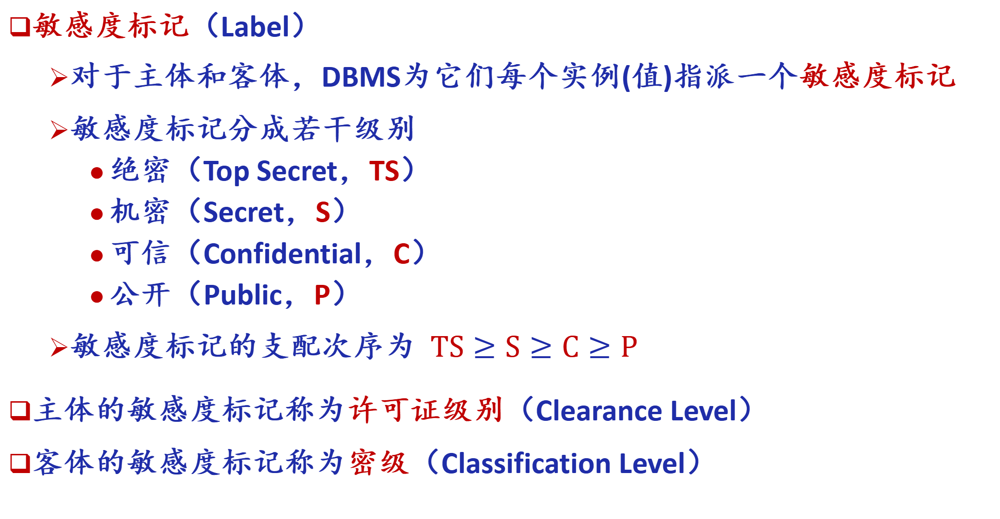 敏感度标记（Label）
对于主体和客体，DBMS为它们每个实例(值)指派一个敏感度标记
敏感度标记分成若干级别
绝密（Top Secret，TS）
机密（Secret，S）
可信（Confidential，C）
公开（Public，P）
敏感度标记的支配次序为 TS ≥ S ≥ C ≥ P
主体的敏感度标记称为许可证级别（Clearance Level）
客体的敏感度标记称为密级（Classification Level）